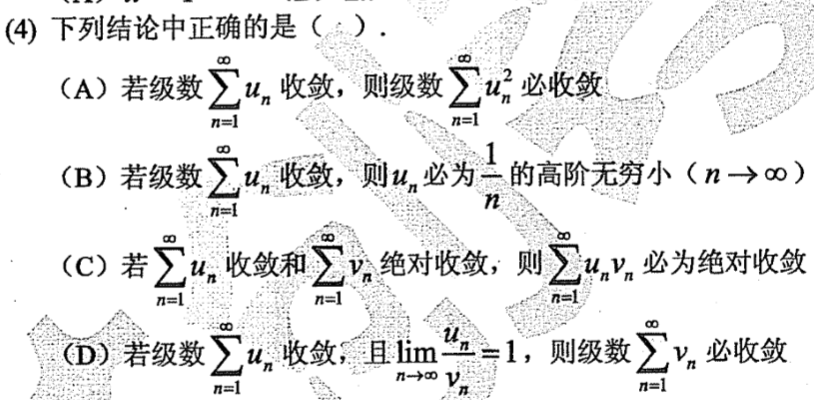 (4) 下列结论中正确的是（ ）.
（A）若级数 $\sum_{n=1}^{\infty} u_n$ 收敛，则级数 $\sum_{n=1}^{\infty} u_n^2$ 必收敛
（B）若级数 $\sum_{n=1}^{\infty} u_n$ 收敛，则 $u_n$ 必为 $\frac{1}{n}$ 的高阶无穷小（$n \to \infty$）
（C）若 $\sum_{n=1}^{\infty} u_n$ 收敛和 $\sum_{n=1}^{\infty} v_n$ 绝对收敛，则 $\sum_{n=1}^{\infty} u_n v_n$ 必为绝对收敛
（D）若级数 $\sum_{n=1}^{\infty} u_n$ 收敛，且 $\lim_{n \to \infty} \frac{u_n}{v_n} = 1$，则级数 $\sum_{n=1}^{\infty} v_n$ 必收敛